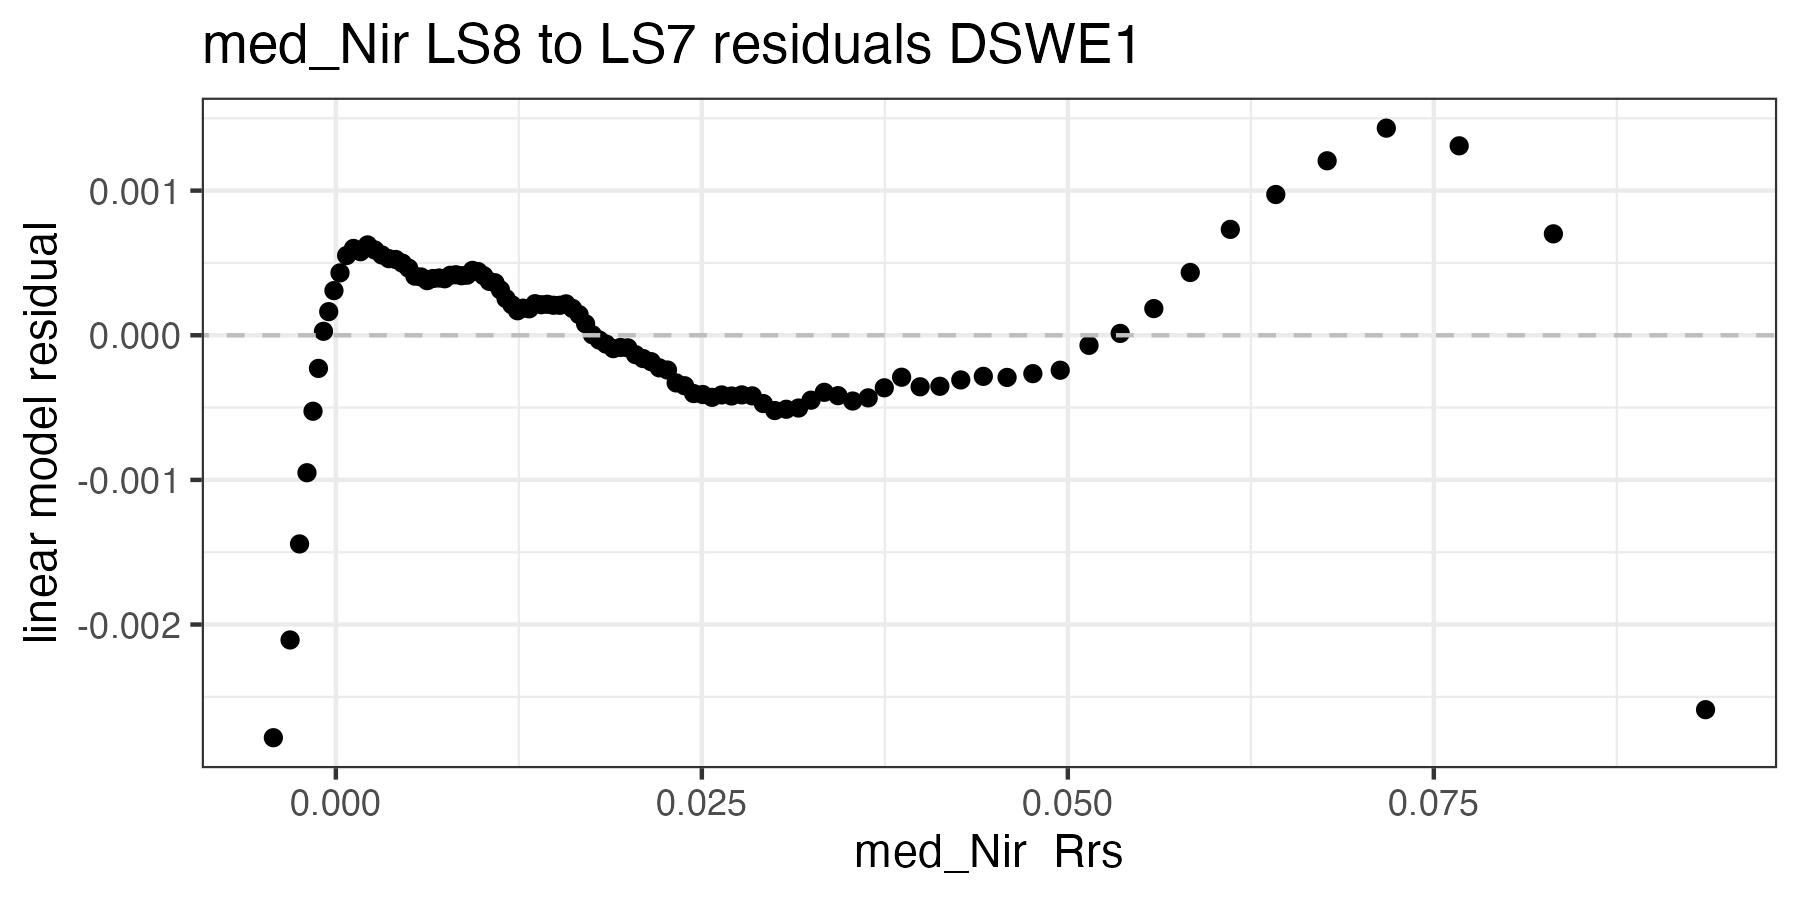 med_Nir LS8 to LS7 residuals DSWE1
linear model residual
0.001
0.000
-0.001
-0.002
0.000
0.025
0.050
0.075
med_Nir  Rrs